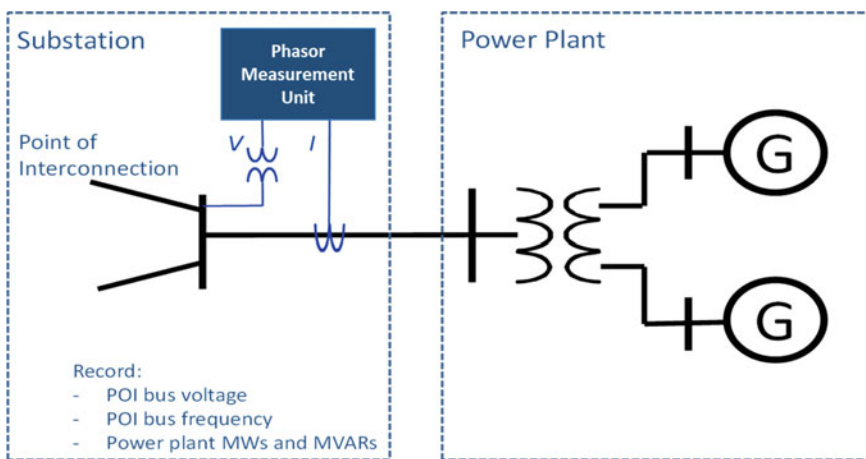 Substation
Phasor
Measurement
Unit
V
I
Point of
Interconnection
Record:
- POI bus voltage
- POI bus frequency
- Power plant MWs and MVARs
Power Plant
G
G